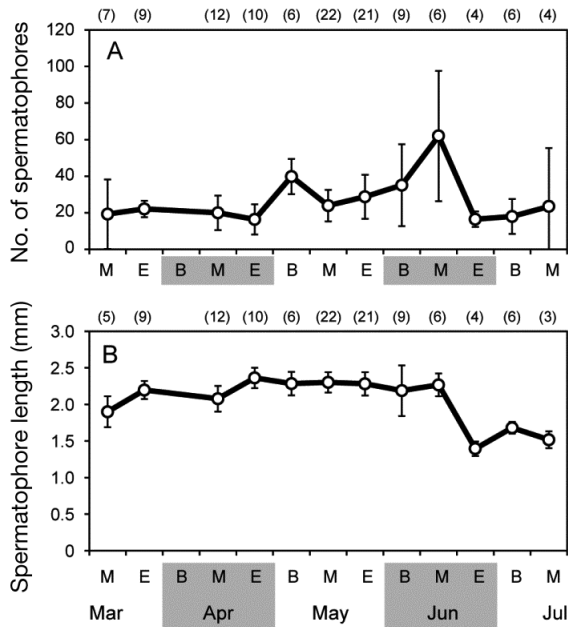 (7) (9) (12) (10) (6) (22) (21) (9) (6) (4) (6) (4)
120
A
100
80
60
40
20
0
No. of spermatophores
M E B M E B M E B M E B M
(5) (9) (12) (10) (6) (22) (21) (9) (6) (4) (6) (3)
3.0
B
2.5
2.0
1.5
1.0
0.5
0
Spermatophore length (mm)
M E B M E B M E B M E B M
Mar Apr May Jun Jul